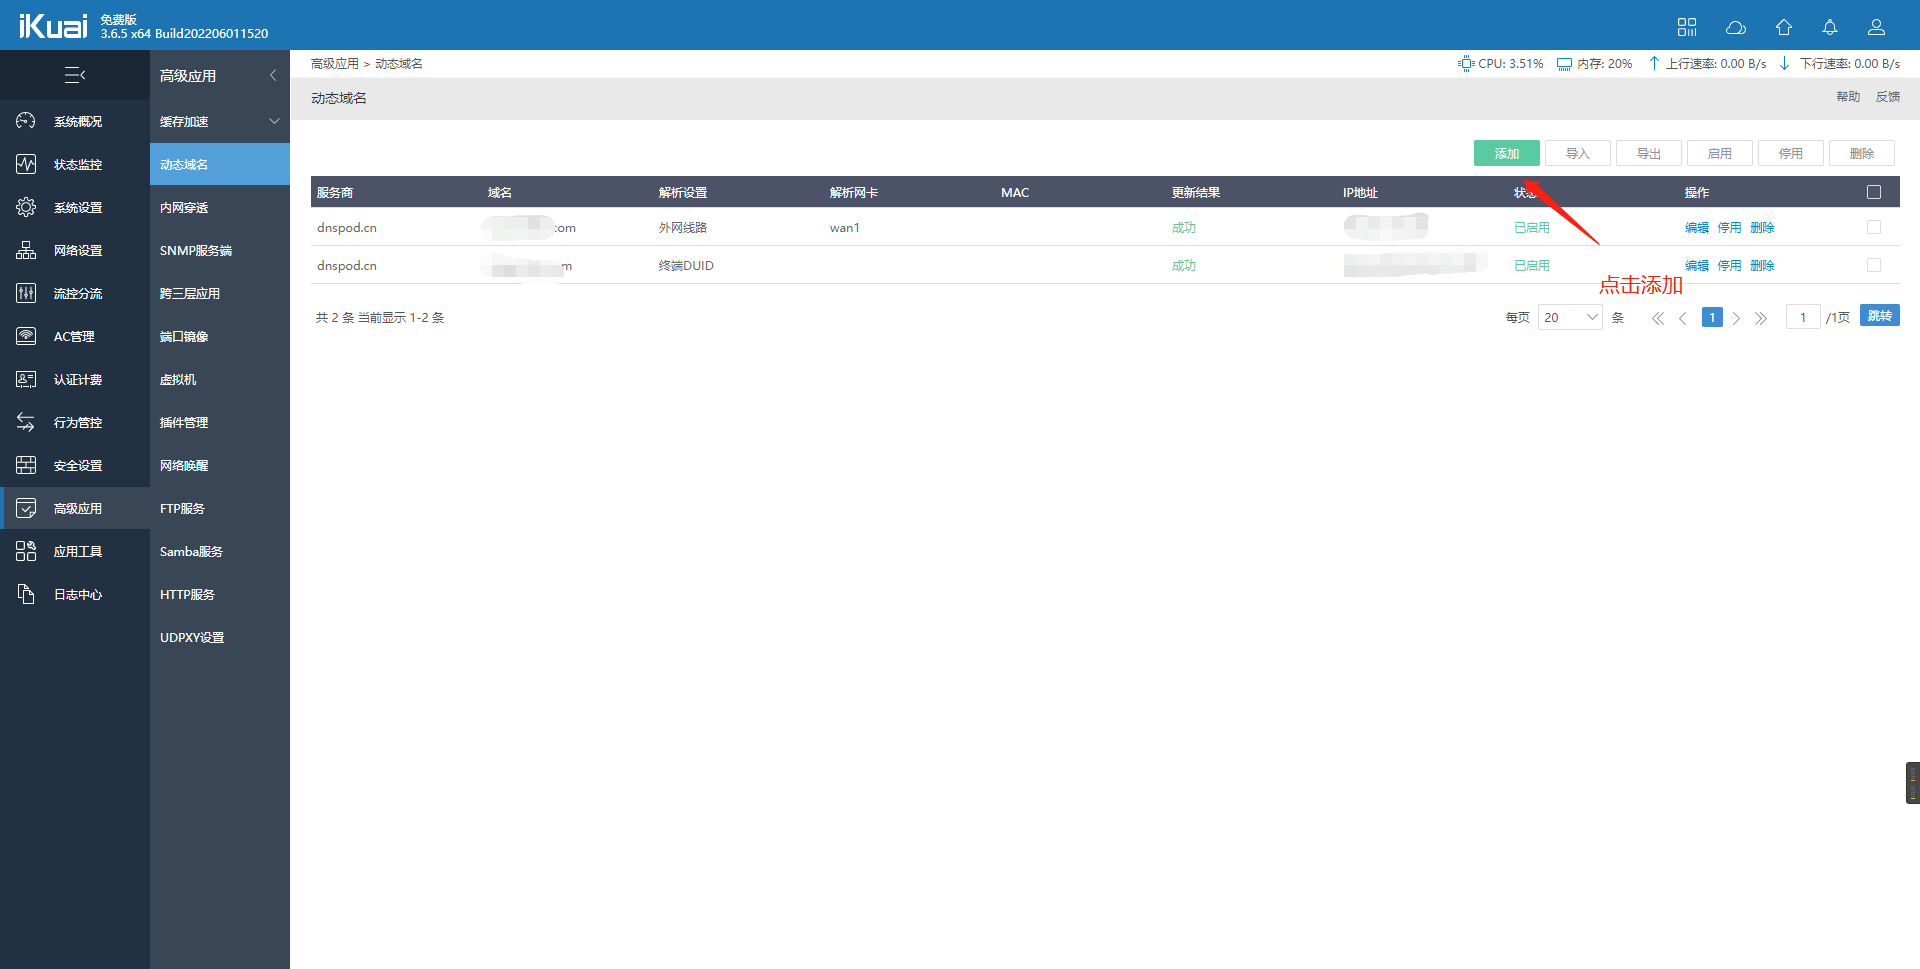 iKuai 免费版
3.6.5 x64 Build202206011520
高级应用
高级应用 > 动态域名
CPU: 3.51% 内存: 20% 上行速率: 0.00 B/s 下行速率: 0.00 B/s
动态域名
帮助 反馈
系统概况
状态监控
系统设置
网络设置
流控分流
AC管理
认证计费
行为管控
安全设置
高级应用
应用工具
日志中心
缓存加速
动态域名
内网穿透
SNMP服务端
跨三层应用
端口镜像
虚拟机
插件管理
网络唤醒
FTP服务
Samba服务
HTTP服务
UDPXY设置
添加 导入 导出 启用 停用 删除
服务商 域名 解析设置 解析网卡 MAC 更新结果 IP地址 操作
dnspod.cn 外网线路 wan1 成功 已启用 编辑 停用 删除
dnspod.cn 终端DUID 成功 已启用 编辑 停用 删除
点击添加
共 2 条 当前显示 1-2 条
每页 20 条 1 1 /1页 跳转